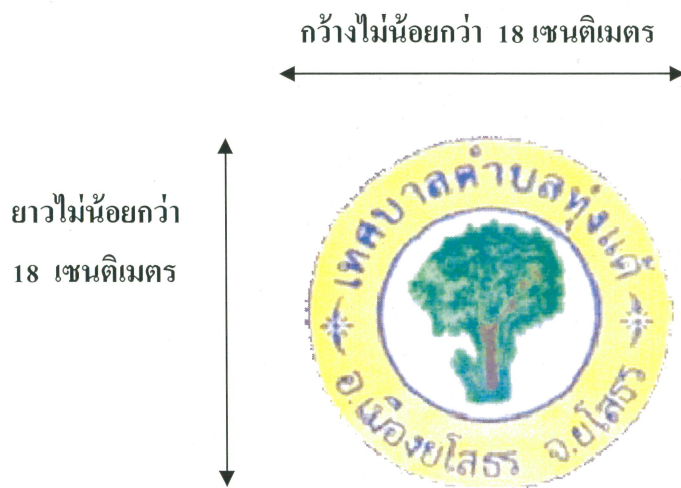 กว้างไม่น้อยกว่า 18 เซนติเมตร
ยาวไม่น้อยกว่า
18 เซนติเมตร
เทศบาลตำบลทุ่งแต้
อ.เมืองยโสธร จ.ยโสธร